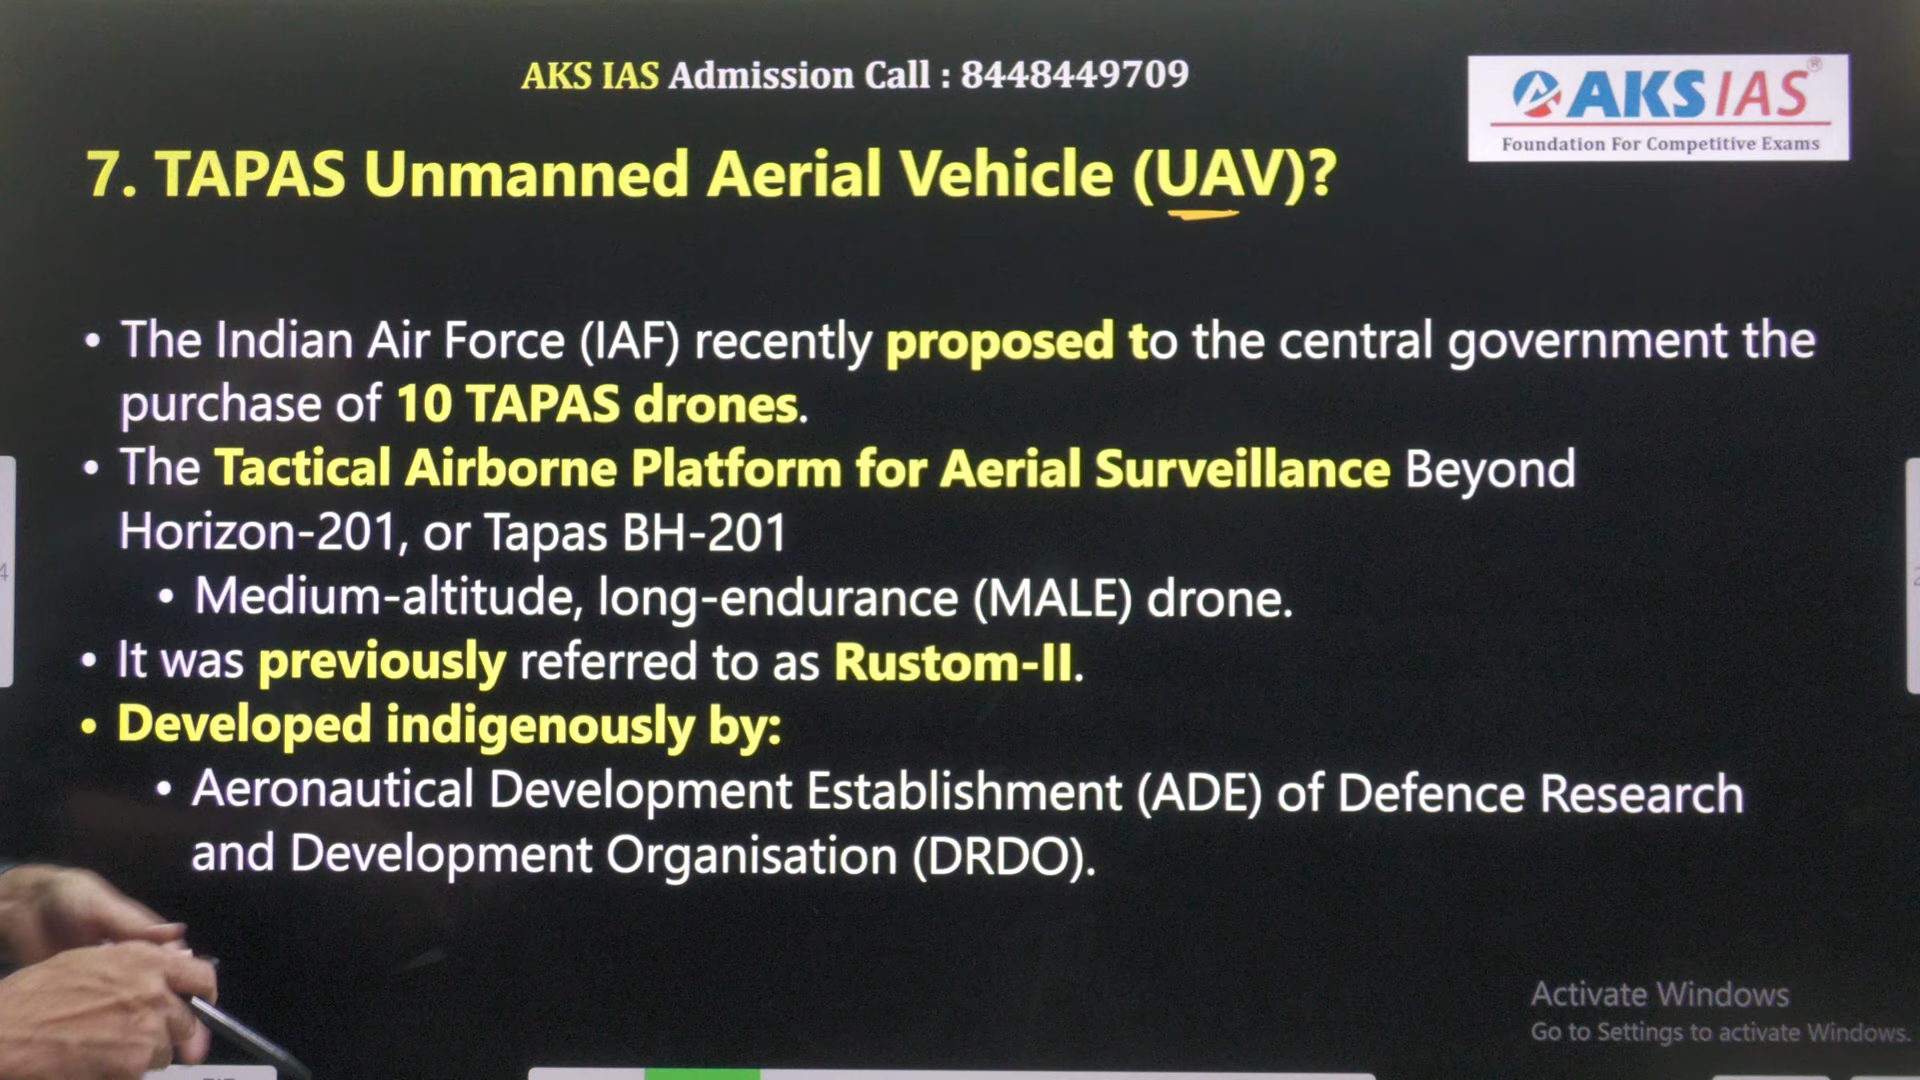 AKS IAS Admission Call : 8448449709
AKS IAS®
Foundation For Competitive Exams
7. TAPAS Unmanned Aerial Vehicle (UAV)?
• The Indian Air Force (IAF) recently proposed to the central government the
purchase of 10 TAPAS drones.
• The Tactical Airborne Platform for Aerial Surveillance Beyond
Horizon-201, or Tapas BH-201
• Medium-altitude, long-endurance (MALE) drone.
• It was previously referred to as Rustom-II.
• Developed indigenously by:
• Aeronautical Development Establishment (ADE) of Defence Research
and Development Organisation (DRDO).
Activate Windows
Go to Settings to activate Windows.